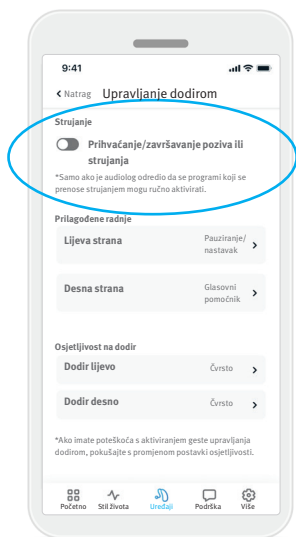 9:41
Natrag Upravljanje dodirom
Strujanje
Prihvaćanje/završavanje poziva ili
strujanja
*Samo ako je audiolog odredio da se programi koji se
prenose strujanjem mogu ručno aktivirati.
Prilagođene radnje
Lijeva strana Pauziranje/
nastavak
Desna strana Glasovni
pomoćnik
Osjetljivost na dodir
Dodir lijevo Čvrsto
Dodir desno Čvrsto
*Ako imate poteškoća s aktiviranjem geste upravljanja
dodirom, pokušajte s promjenom postavki osjetljivosti.
Početno Stil života Uređaji Podrška Više